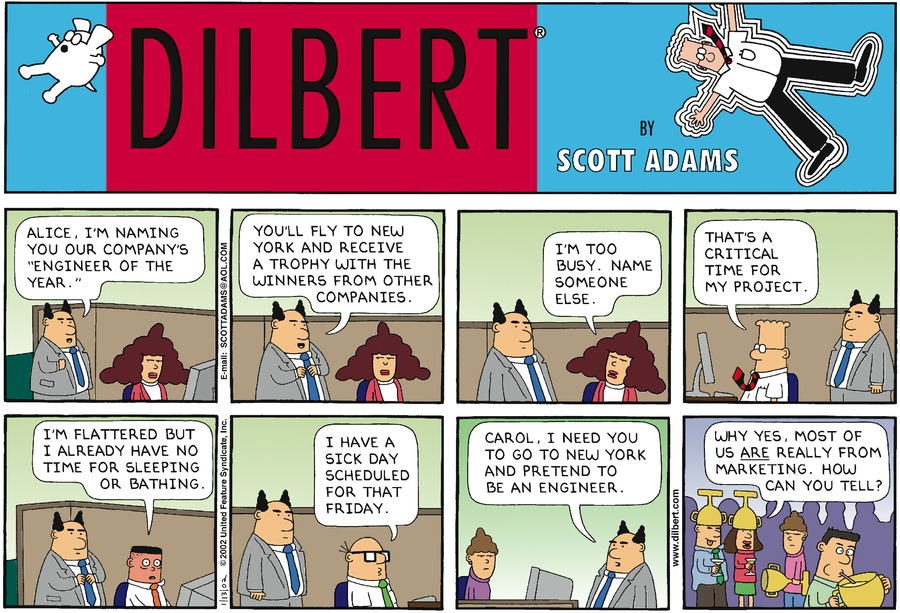 DILBERT®
BY
SCOTT ADAMS
ALICE, I'M NAMING
YOU OUR COMPANY'S
"ENGINEER OF THE
YEAR."
E-mail: SCOTTADAMS@AOL.COM
YOU'LL FLY TO NEW
YORK AND RECEIVE
A TROPHY WITH THE
WINNERS FROM OTHER
COMPANIES.
I'M TOO
BUSY. NAME
SOMEONE
ELSE.
THAT'S A
CRITICAL
TIME FOR
MY PROJECT.
I'M FLATTERED BUT
I ALREADY HAVE NO
TIME FOR SLEEPING
OR BATHING.
1|13|02 © 2002 United Feature Syndicate, Inc.
I HAVE A
SICK DAY
SCHEDULED
FOR THAT
FRIDAY.
CAROL, I NEED YOU
TO GO TO NEW YORK
AND PRETEND TO
BE AN ENGINEER.
www.dilbert.com
WHY YES, MOST OF
US ARE REALLY FROM
MARKETING. HOW
CAN YOU TELL?